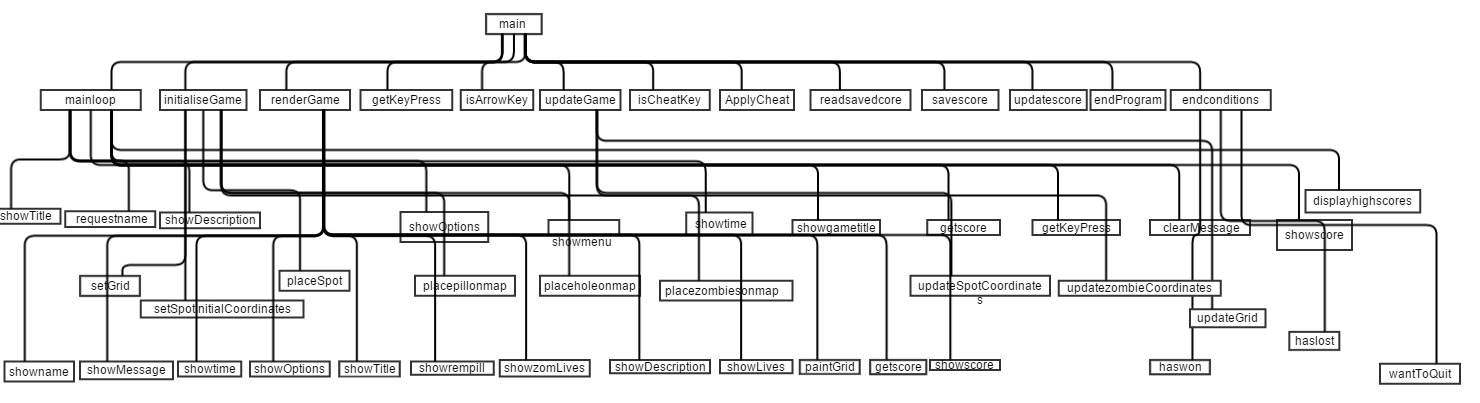 main
mainloop
initialiseGame
renderGame
getKeyPress
isArrowKey
updateGame
isCheatKey
ApplyCheat
readsavedcore
savescore
updatescore
endProgram
endconditions
showTitle
requestname
showDescription
showOptions
showmenu
showtime
showgametitle
getscore
getKeyPress
clearMessage
showscore
displayhighscores
setGrid
setSpotInitialCoordinates
placeSpot
placepillonmap
placeholeonmap
placezombiesonmap
updateSpotCoordinate
s
updatezombieCoordinates
updateGrid
haslost
showname
showMessage
showtime
showOptions
showTitle
showrempill
showzomLives
showDescription
showLives
paintGrid
getscore
showscore
haswon
wantToQuit